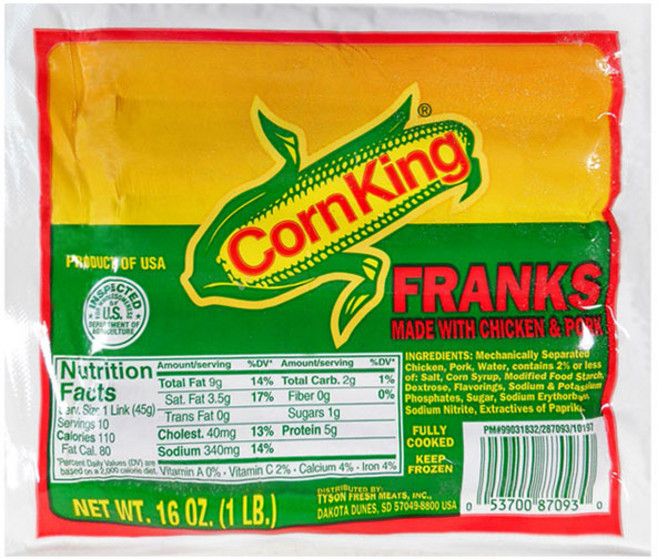 CornKing®
PRODUCT OF USA
INSPECTED
FOR WHOLESOMENESS
BY
U.S.
DEPARTMENT OF
AGRICULTURE
FRANKS
MADE WITH CHICKEN & PORK
Nutrition
Facts
Serv. Size 1 Link (45g)
Servings 10
Calories 110
Fat Cal. 80
*Percent Daily Values (DV) are
based on a 2,000 calorie diet.
Amount/serving %DV* Amount/serving %DV*
Total Fat 9g 14% Total Carb. 2g 1%
Sat. Fat 3.5g 17% Fiber 0g 0%
Trans Fat 0g Sugars 1g
Cholest. 40mg 13% Protein 5g
Sodium 340mg 14%
Vitamin A 0% · Vitamin C 2% · Calcium 4% · Iron 4%
INGREDIENTS: Mechanically Separated
Chicken, Pork, Water, contains 2% or less
of: Salt, Corn Syrup, Modified Food Starch,
Dextrose, Flavorings, Sodium & Potassium
Phosphates, Sugar, Sodium Erythorbate,
Sodium Nitrite, Extractives of Paprika.
FULLY
COOKED
KEEP
FROZEN
PM#99031832/287093/10197
0 53700 87093 0
NET WT. 16 OZ. (1 LB.)
DISTRIBUTED BY:
TYSON FRESH MEATS, INC.,
DAKOTA DUNES, SD 57049-8800 USA